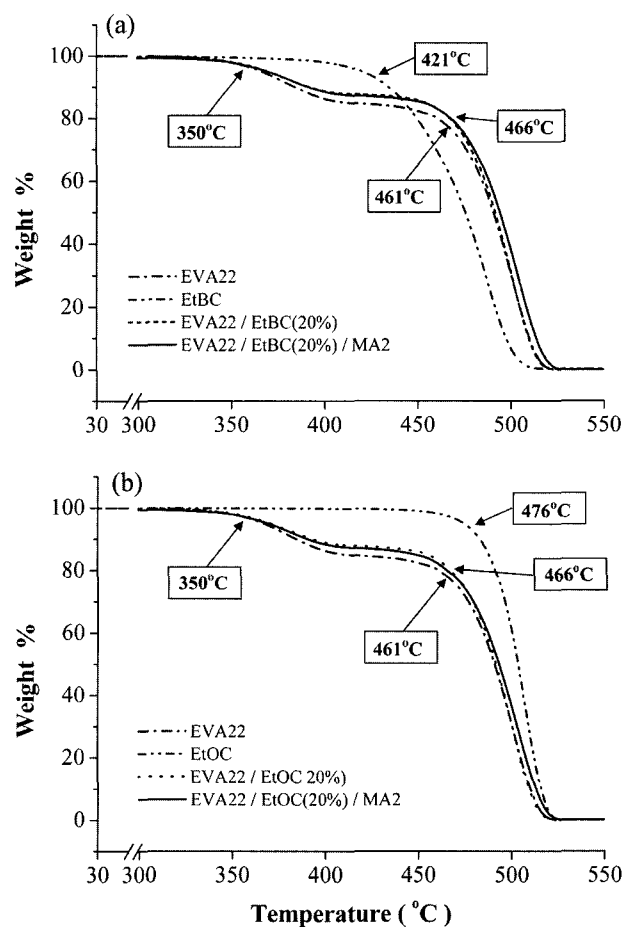 (a)
100
80
60
40
20
0
Weight %
421°C
350°C
466°C
461°C
EVA22
EtBC
EVA22 / EtBC(20%)
EVA22 / EtBC(20%) / MA2
30 300 350 400 450 500 550
(b)
100
80
60
40
20
0
Weight %
476°C
350°C
466°C
461°C
EVA22
EtOC
EVA22 / EtOC 20%)
EVA22 / EtOC(20%) / MA2
30 300 350 400 450 500 550
Temperature ( °C )